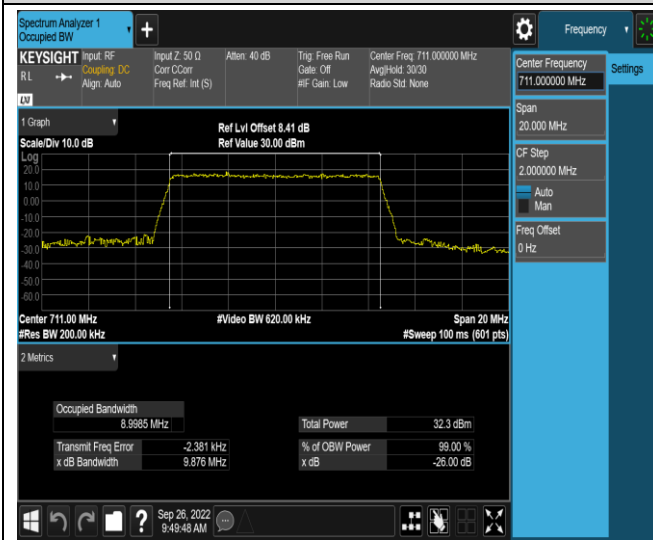 Spectrum Analyzer 1
Occupied BW
+
Frequency
KEYSIGHT
Input: RF
Coupling: DC
Align: Auto
Input Z: 50 Ω
Corr CCorr
Freq Ref: Int (S)
Atten: 40 dB
Trig: Free Run
Gate: Off
#IF Gain: Low
Center Freq: 711.000000 MHz
Avg|Hold: 30/30
Radio Std: None
RL
LXI
Center Frequency
711.000000 MHz
Settings
Span
20.000 MHz
CF Step
2.000000 MHz
Auto
Man
Freq Offset
0 Hz
1 Graph
Scale/Div 10.0 dB
Ref Lvl Offset 8.41 dB
Ref Value 30.00 dBm
Log
20.0
10.0
0.00
-10.0
-20.0
-30.0
-40.0
-50.0
-60.0
Center 711.00 MHz
#Video BW 620.00 kHz
Span 20 MHz
#Res BW 200.00 kHz
#Sweep 100 ms (601 pts)
2 Metrics
Occupied Bandwidth
8.9985 MHz
Total Power 32.3 dBm
Transmit Freq Error -2.381 kHz
% of OBW Power 99.00 %
x dB Bandwidth 9.876 MHz
x dB -26.00 dB
?
Sep 26, 2022
9:49:48 AM